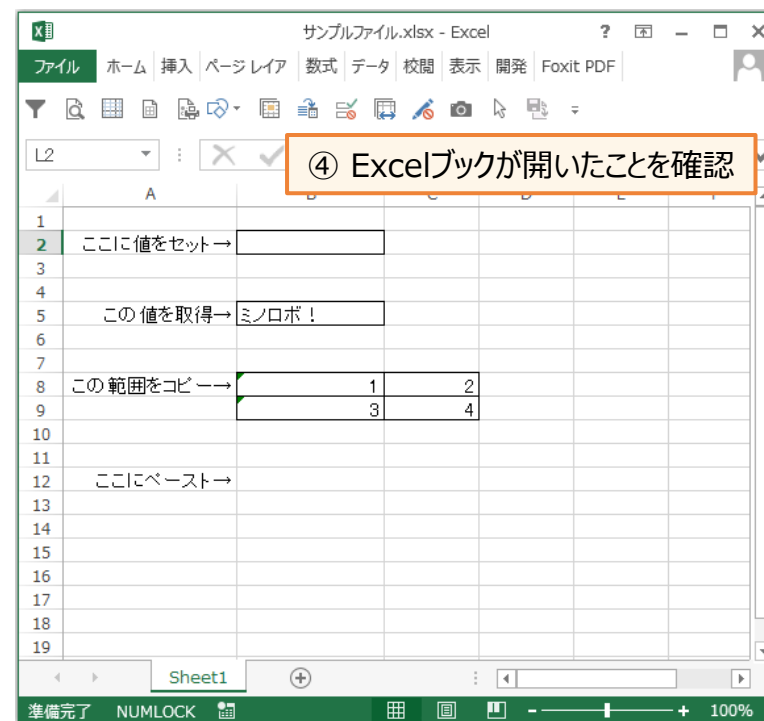 サンプルファイル.xlsx - Excel
ファイル ホーム 挿入 ページ レイア 数式 データ 校閲 表示 開発 Foxit PDF
L2
④ Excelブックが開いたことを確認
A
1
2 ここに値をセット→
3
4
5 この値を取得→ ミノロボ！
6
7
8 この範囲をコピー→ 1 2
9 3 4
10
11
12 ここにペースト→
13
14
15
16
17
18
19
Sheet1
準備完了 NUMLOCK 100%